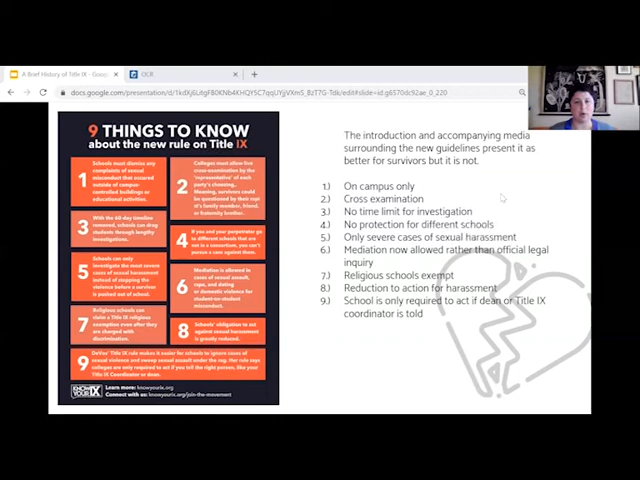 A Brief History of Title IX - Goog
OCR
docs.google.com/presentation/d/
9 THINGS TO KNOW
about the new rule on Title IX
1
Schools must dismiss any
complaints of sexual
misconduct that occurred
outside of campus-
controlled buildings or
educational activities.
2
Colleges must allow live
cross-examination by the
'representative' of each
party's choosing.
Meaning, survivors could
be questioned by their
family member, friend,
or fraternity brother.
3
With the 60-day timeline
removed, schools can drag
students through lengthy
investigations.
4
If you and your perpetrator go
to different schools that are
not in a consortium, you can't
open a case against them.
5
Schools can only
investigate the most severe
cases of sexual harassment
instead of stopping the
violence before a survivor is
pushed out of school.
6
Mediation is allowed in
cases of sexual assault,
rape, and dating
or domestic violence for
student-on-student
misconduct.
7
Religious schools can
claim a Title IX religious
exemption even after they
are charged with
discrimination.
8
Schools' obligation to act
against sexual harassment
is greatly reduced.
9
DeVos' Title IX rule makes it easier for schools to ignore cases of
sexual violence and sweep sexual assault under the rug. Her rule says
colleges are only required to act if you tell the right person, like your
Title IX Coordinator or dean.
KNOW YOUR IX
Learn more: knowyourix.org
Connect with us: knowyourix.org/join-the-movement
The introduction and accompanying media
surrounding the new guidelines present it as
better for survivors but it is not.
1.) On campus only
2.) Cross examination
3.) No time limit for investigation
4.) No protection for different schools
5.) Only severe cases of sexual harassment
6.) Mediation now allowed rather than official legal
inquiry
7.) Religious schools exempt
8.) Reduction to action for harassment
9.) School is only required to act if dean or Title IX
coordinator is told